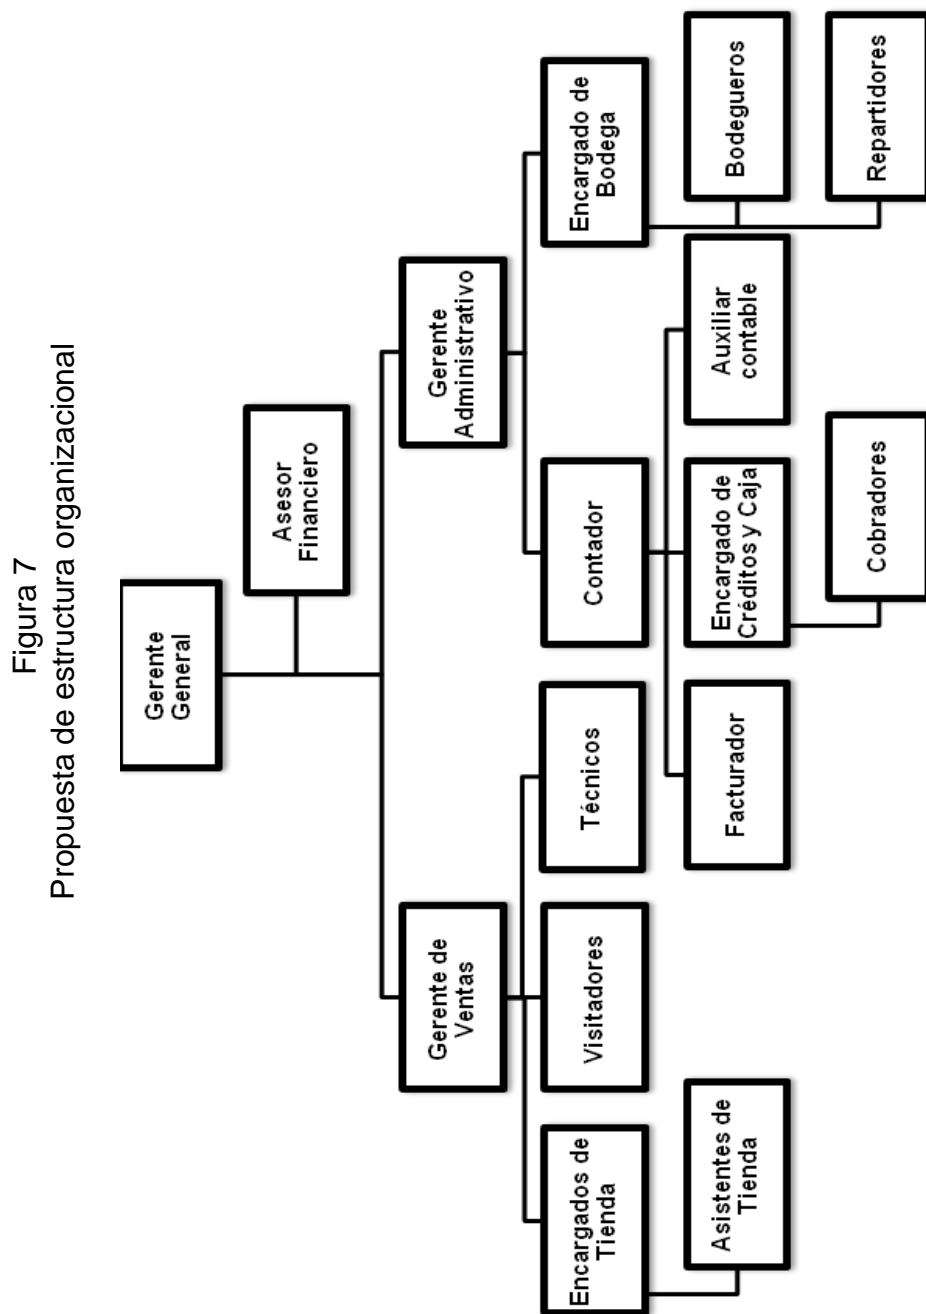 Figura 7
Propuesta de estructura organizacional
Gerente
General
Asesor
Financiero
Gerente de
Ventas
Gerente
Administrativo
Encargados de
Tienda
Visitadores
Técnicos
Contador
Encargado de
Bodega
Asistentes de
Tienda
Facturador
Encargado de
Créditos y Caja
Auxiliar
contable
Bodegueros
Cobradores
Repartidores